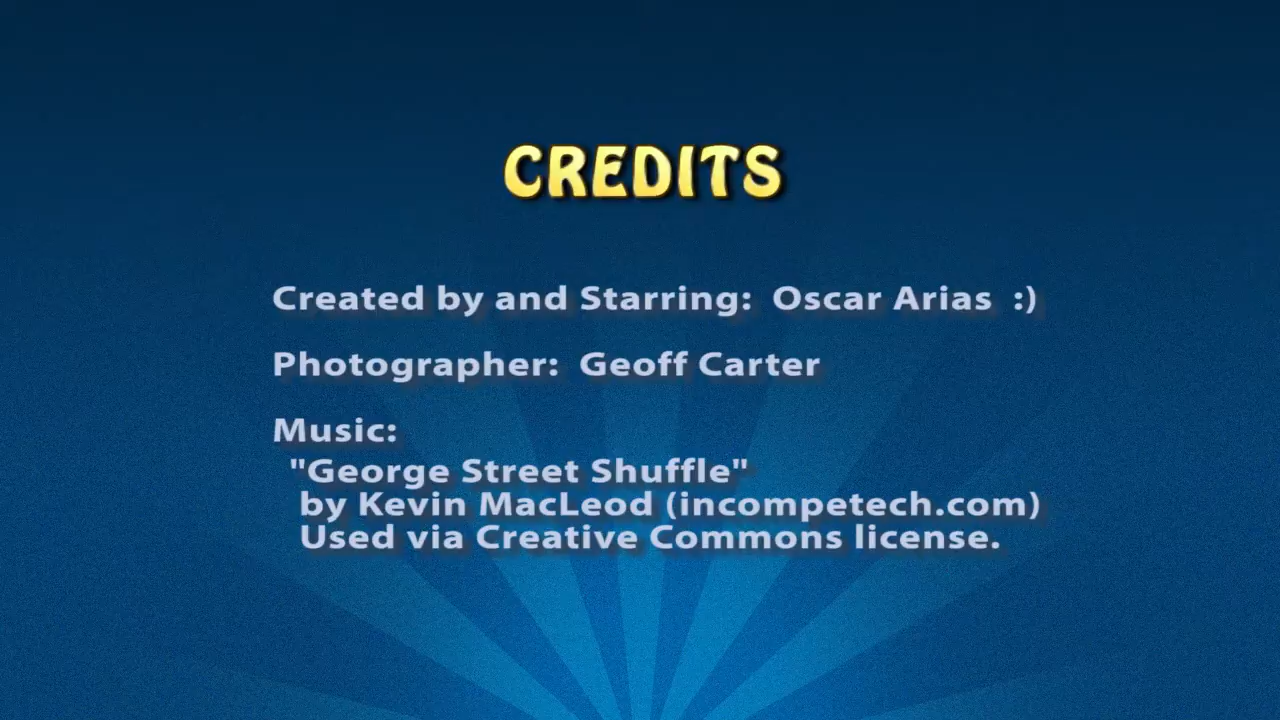 CREDITS
Created by and Starring: Oscar Arias :)
Photographer: Geoff Carter
Music:
"George Street Shuffle"
by Kevin MacLeod (incompetech.com)
Used via Creative Commons license.